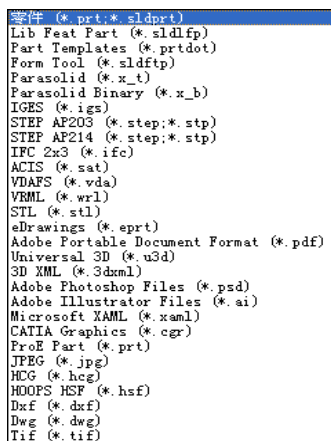 零件 (*.prt;*.sldprt)
Lib Feat Part (*.sldlfp)
Part Templates (*.prtdot)
Form Tool (*.sldftp)
Parasolid (*.x_t)
Parasolid Binary (*.x_b)
IGES (*.igs)
STEP AP203 (*.step;*.stp)
STEP AP214 (*.step;*.stp)
IFC 2x3 (*.ifc)
ACIS (*.sat)
VDAFS (*.vda)
VRML (*.wrl)
STL (*.stl)
eDrawings (*.eprt)
Adobe Portable Document Format (*.pdf)
Universal 3D (*.u3d)
3D XML (*.3dxml)
Adobe Photoshop Files (*.psd)
Adobe Illustrator Files (*.ai)
Microsoft XAML (*.xaml)
CATIA Graphics (*.cgr)
ProE Part (*.prt)
JPEG (*.jpg)
HCG (*.hcg)
HOOPS HSF (*.hsf)
Dxf (*.dxf)
Dwg (*.dwg)
Tif (*.tif)